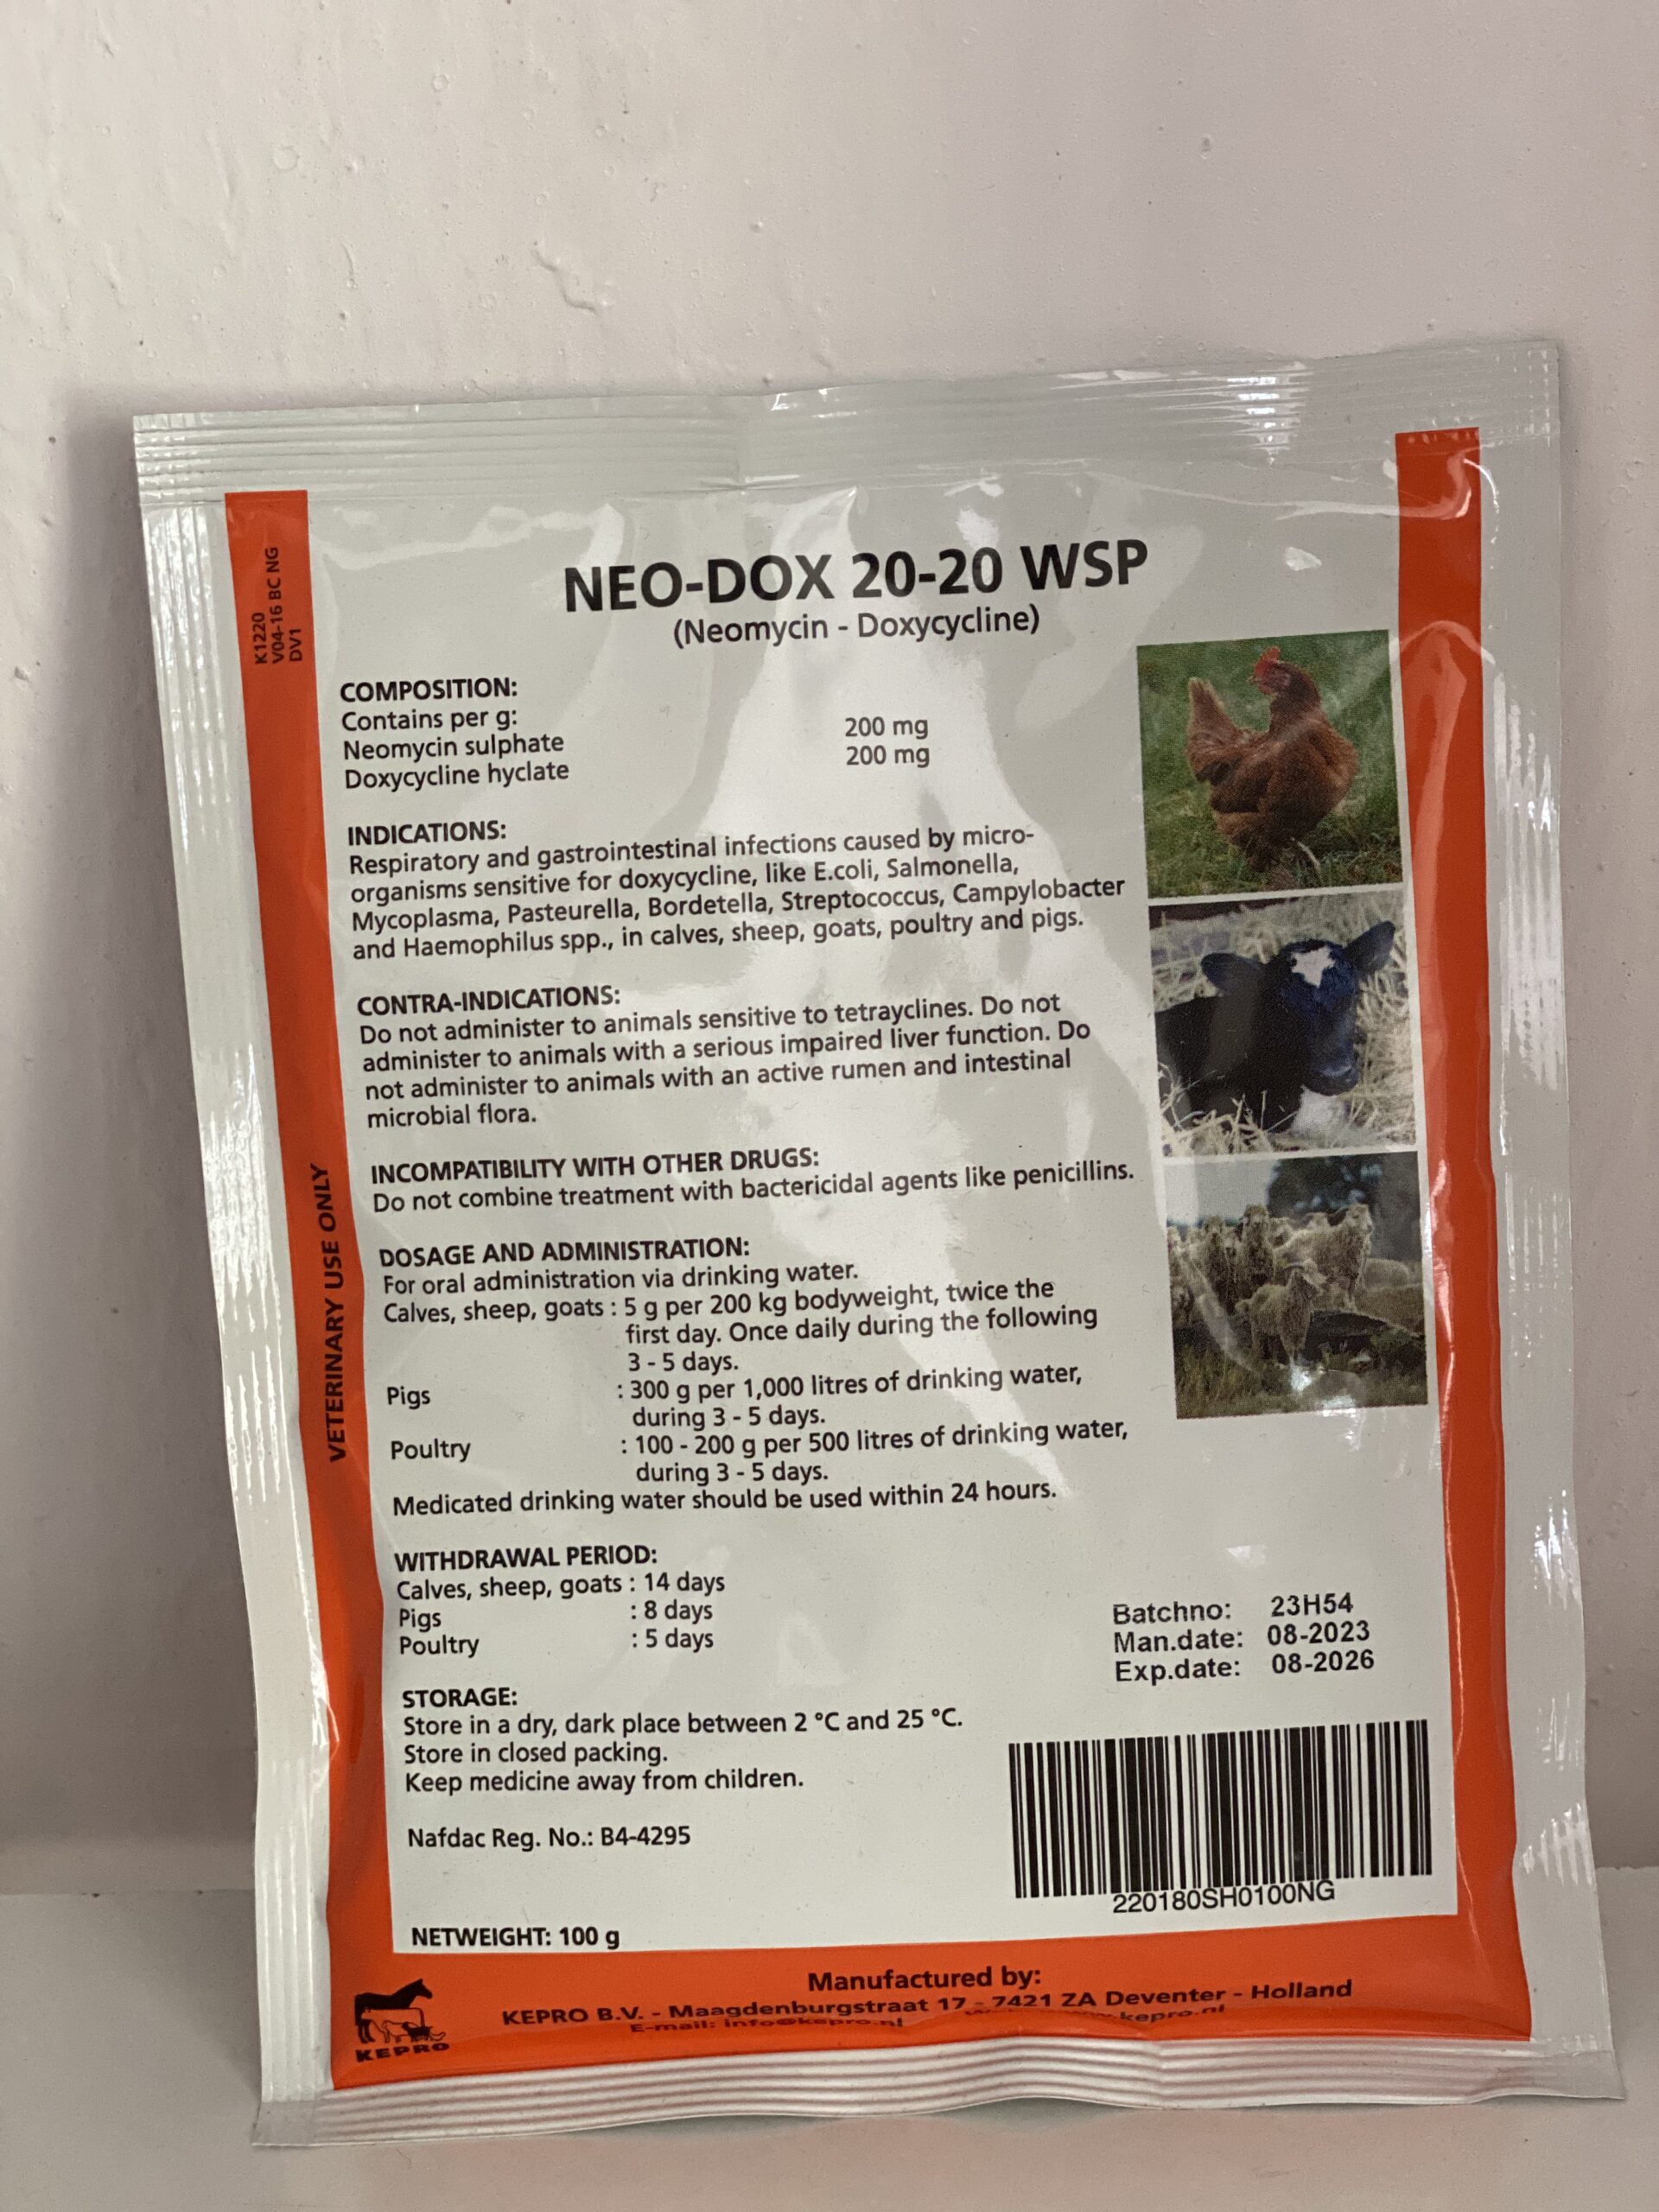 K1220
V04-16 BC NG
DV1
VETERINARY USE ONLY
NEO-DOX 20-20 WSP
(Neomycin - Doxycycline)
COMPOSITION:
Contains per g:
Neomycin sulphate 200 mg
Doxycycline hyclate 200 mg
INDICATIONS:
Respiratory and gastrointestinal infections caused by micro-
organisms sensitive for doxycycline, like E.coli, Salmonella,
Mycoplasma, Pasteurella, Bordetella, Streptococcus, Campylobacter
and Haemophilus spp., in calves, sheep, goats, poultry and pigs.
CONTRA-INDICATIONS:
Do not administer to animals sensitive to tetrayclines. Do not
administer to animals with a serious impaired liver function. Do
not administer to animals with an active rumen and intestinal
microbial flora.
INCOMPATIBILITY WITH OTHER DRUGS:
Do not combine treatment with bactericidal agents like penicillins.
DOSAGE AND ADMINISTRATION:
For oral administration via drinking water.
Calves, sheep, goats : 5 g per 200 kg bodyweight, twice the
first day. Once daily during the following
3 - 5 days.
Pigs : 300 g per 1,000 litres of drinking water,
during 3 - 5 days.
Poultry : 100 - 200 g per 500 litres of drinking water,
during 3 - 5 days.
Medicated drinking water should be used within 24 hours.
WITHDRAWAL PERIOD:
Calves, sheep, goats : 14 days
Pigs : 8 days
Poultry : 5 days
Batchno: 23H54
Man.date: 08-2023
Exp.date: 08-2026
STORAGE:
Store in a dry, dark place between 2 °C and 25 °C.
Store in closed packing.
Keep medicine away from children.
Nafdac Reg. No.: B4-4295
220180SH0100NG
NETWEIGHT: 100 g
Manufactured by:
KEPRO B.V. - Maagdenburgstraat 17 - 7421 ZA Deventer - Holland
E-mail: info@kepro.nl kepro.nl
KEPRO